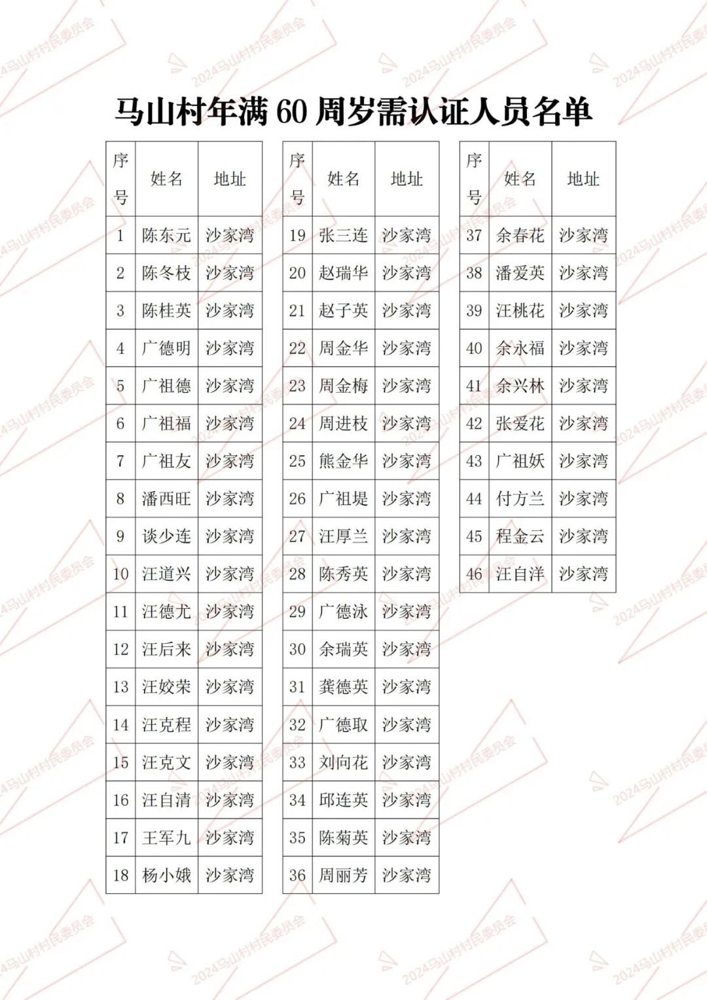 马山村年满 60 周岁需认证人员名单
序号 姓名 地址
1 陈东元 沙家湾
2 陈冬枝 沙家湾
3 陈桂英 沙家湾
4 广德明 沙家湾
5 广祖德 沙家湾
6 广祖福 沙家湾
7 广祖友 沙家湾
8 潘西旺 沙家湾
9 谈少连 沙家湾
10 汪道兴 沙家湾
11 汪德尤 沙家湾
12 汪后来 沙家湾
13 汪姣荣 沙家湾
14 汪克程 沙家湾
15 汪克文 沙家湾
16 汪自清 沙家湾
17 王军九 沙家湾
18 杨小娥 沙家湾
序号 姓名 地址
19 张三连 沙家湾
20 赵瑞华 沙家湾
21 赵子英 沙家湾
22 周金华 沙家湾
23 周金梅 沙家湾
24 周进枝 沙家湾
25 熊金华 沙家湾
26 广祖堤 沙家湾
27 汪厚兰 沙家湾
28 陈秀英 沙家湾
29 广德泳 沙家湾
30 余瑞英 沙家湾
31 龚德英 沙家湾
32 广德取 沙家湾
33 刘向花 沙家湾
34 邱连英 沙家湾
35 陈菊英 沙家湾
36 周丽芳 沙家湾
序号 姓名 地址
37 余春花 沙家湾
38 潘爱英 沙家湾
39 汪桃花 沙家湾
40 余永福 沙家湾
41 余兴林 沙家湾
42 张爱花 沙家湾
43 广祖妖 沙家湾
44 付方兰 沙家湾
45 程金云 沙家湾
46 汪自洋 沙家湾
2024马山村村民委员会